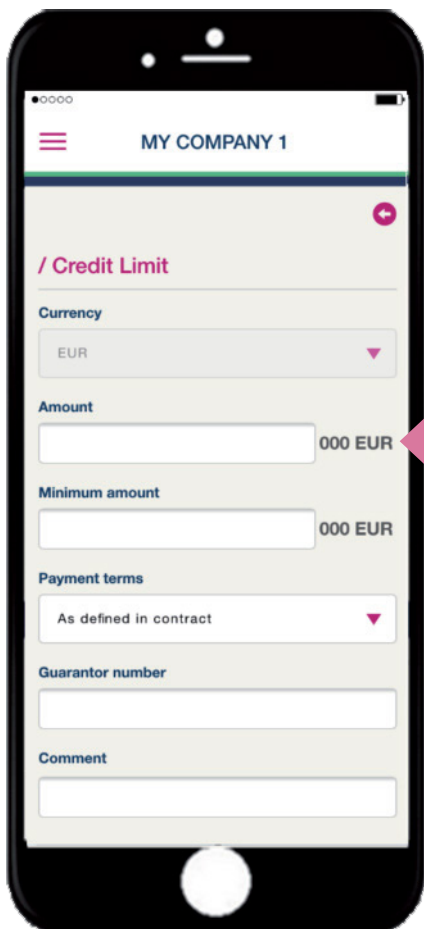 MY COMPANY 1
/ Credit Limit
Currency
EUR
Amount
000 EUR
Minimum amount
000 EUR
Payment terms
As defined in contract
Guarantor number
Comment